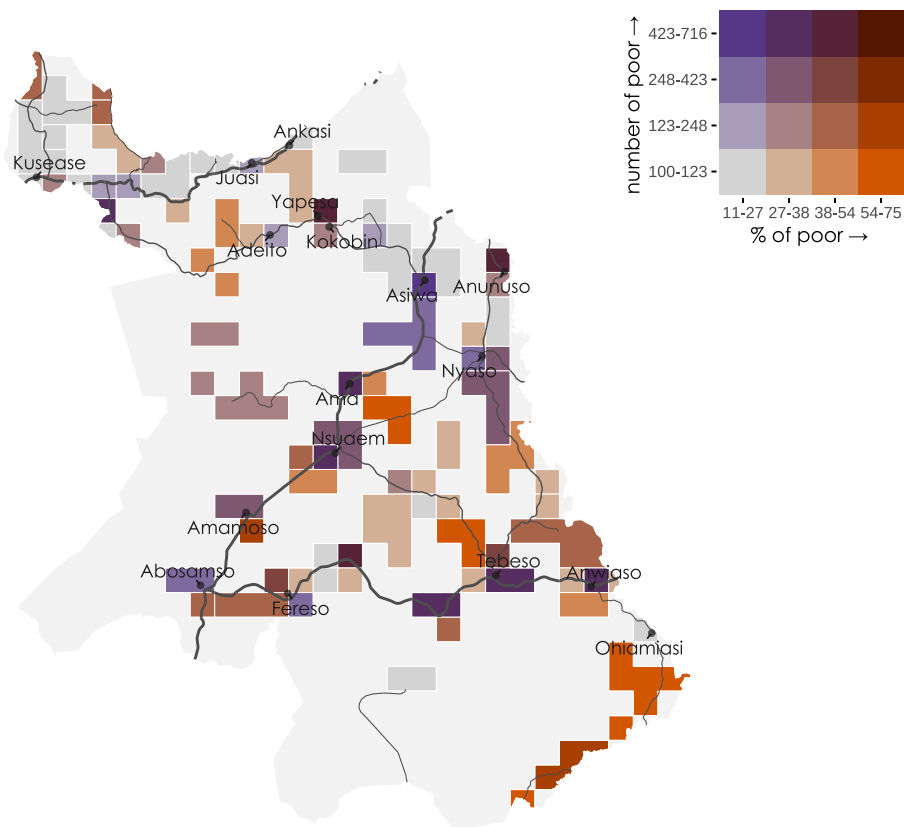 number of poor →
423-716
248-423
123-248
100-123
11-27 27-38 38-54 54-75
% of poor →
Ankasi
Kusease
Juasi
Yapesa
Adeito
Kokobin
Asiwa
Anunuso
Nyaso
Ama
Nsuaem
Amamoso
Tebeso
Abosamso
Anwiaso
Fereso
Ohiamiasi